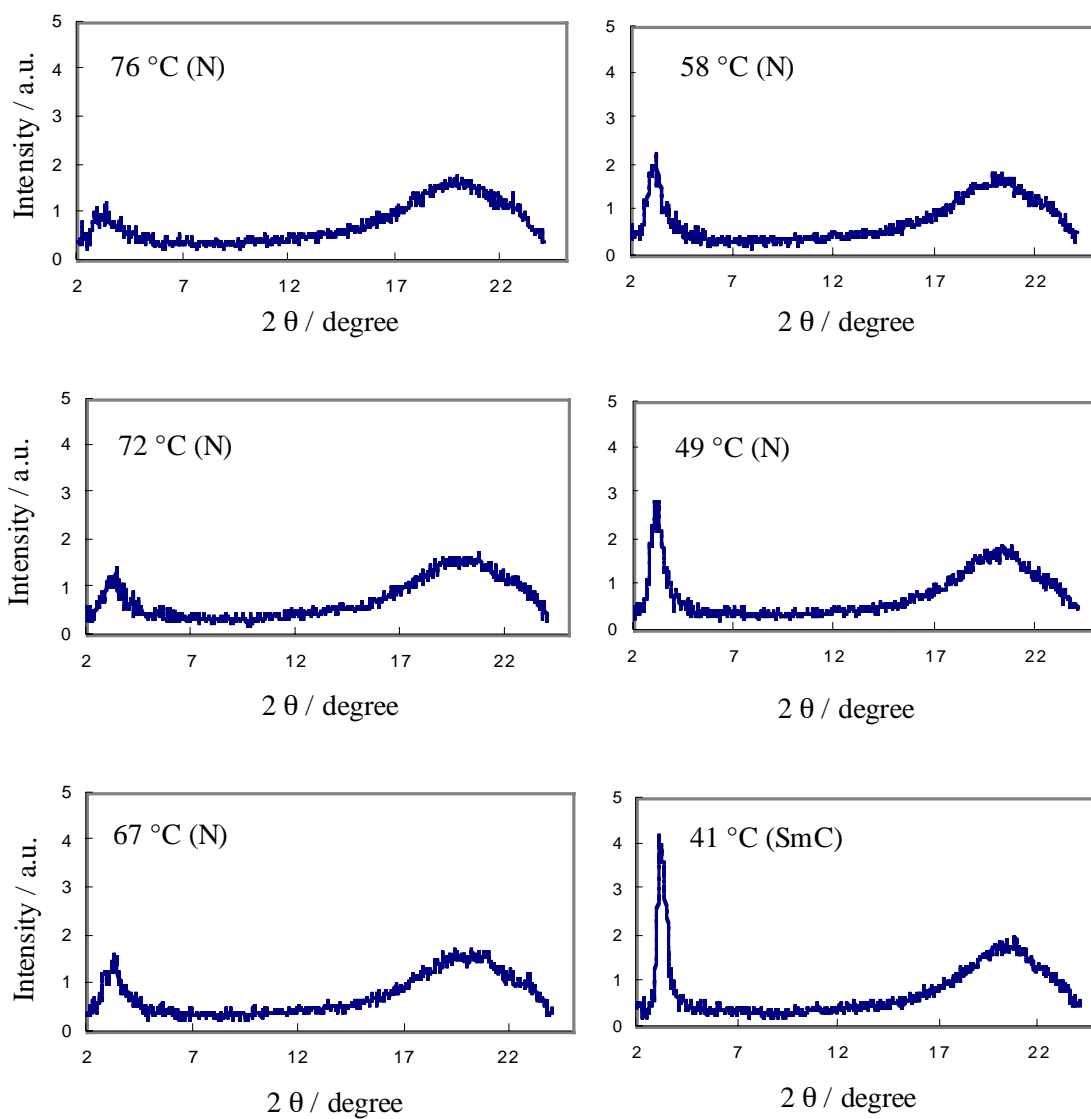 5
4
3
2
1
0
Intensity / a.u.
76 °C (N)
2 7 12 17 22
2 θ / degree
5
4
3
2
1
0
58 °C (N)
2 7 12 17 22
2 θ / degree
5
4
3
2
1
0
Intensity / a.u.
72 °C (N)
2 7 12 17 22
2 θ / degree
5
4
3
2
1
0
49 °C (N)
2 7 12 17 22
2 θ / degree
5
4
3
2
1
0
Intensity / a.u.
67 °C (N)
2 7 12 17 22
2 θ / degree
5
4
3
2
1
0
41 °C (SmC)
2 7 12 17 22
2 θ / degree